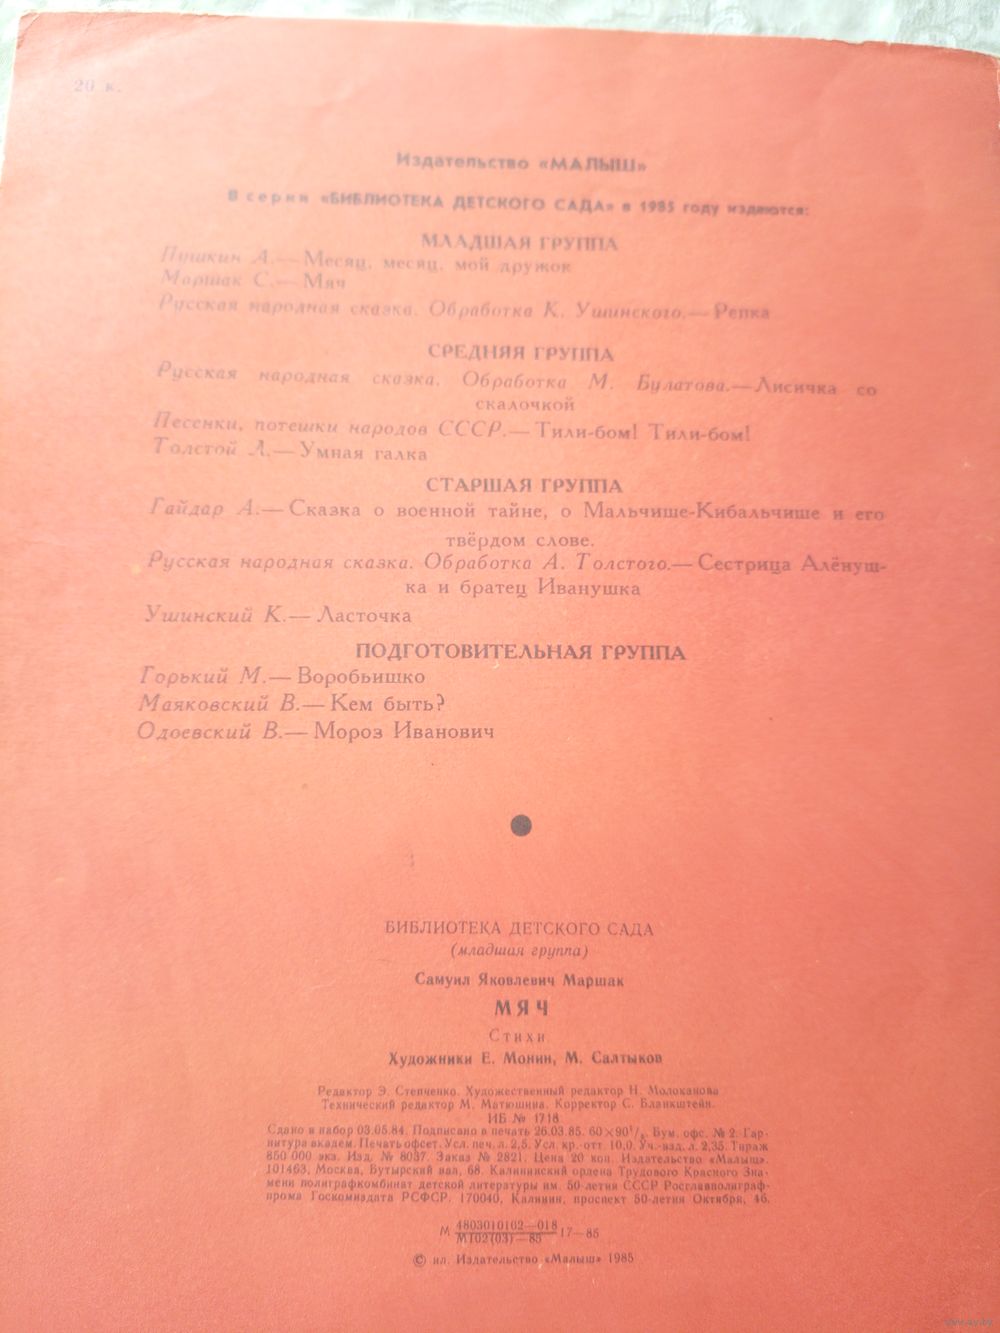 20 к.
Издательство «МАЛЫШ»
В серии «БИБЛИОТЕКА ДЕТСКОГО САДА» в 1985 году издаются:
МЛАДШАЯ ГРУППА
Пушкин А.— Месяц, месяц, мой дружок
Маршак С.— Мяч
Русская народная сказка. Обработка К. Ушинского.— Репка
СРЕДНЯЯ ГРУППА
Русская народная сказка. Обработка М. Булатова.— Лисичка со
скалочкой
Песенки, потешки народов СССР.— Тили-бом! Тили-бом!
Толстой Л.— Умная галка
СТАРШАЯ ГРУППА
Гайдар А.— Сказка о военной тайне, о Мальчише-Кибальчише и его
твёрдом слове.
Русская народная сказка. Обработка А. Толстого.— Сестрица Алёнуш-
ка и братец Иванушка
Ушинский К.— Ласточка
ПОДГОТОВИТЕЛЬНАЯ ГРУППА
Горький М.— Воробьишко
Маяковский В.— Кем быть?
Одоевский В.— Мороз Иванович
БИБЛИОТЕКА ДЕТСКОГО САДА
(младшая группа)
Самуил Яковлевич Маршак
МЯЧ
Стихи
Художники Е. Монин, М. Салтыков
Редактор Э. Степченко. Художественный редактор Н. Молоканова
Технический редактор М. Матюшина. Корректор С. Бланкштейн.
ИБ № 1718
Сдано в набор 03.05.84. Подписано в печать 26.03.85. 60×90¹/₈. Бум. офс. № 2. Гар-
нитура академ. Печать офсет. Усл. печ. л. 2,5. Усл. кр.-отт. 10,0. Уч.-изд. л. 2,35. Тираж
850 000 экз. Изд. № 8037. Заказ № 2821. Цена 20 коп. Издательство «Малыш».
101463, Москва, Бутырский вал, 68. Калининский ордена Трудового Красного Зна-
мени полиграфкомбинат детской литературы им. 50-летия СССР Росглавполиграф-
прома Госкомиздата РСФСР. 170040, Калинин, проспект 50-летия Октября, 46.
М 4803010102—018
М102(03)—85 17—85
© ил. Издательство «Малыш» 1985